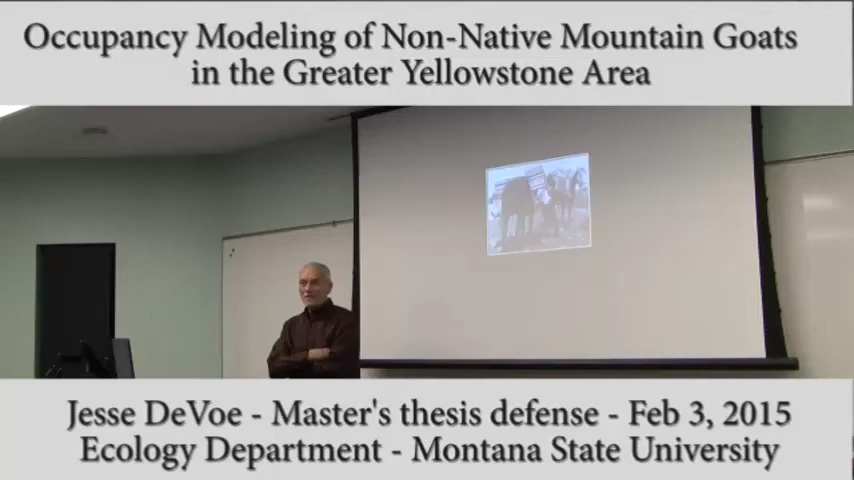 Occupancy Modeling of Non-Native Mountain Goats
in the Greater Yellowstone Area
Jesse DeVoe - Master's thesis defense - Feb 3, 2015
Ecology Department - Montana State University